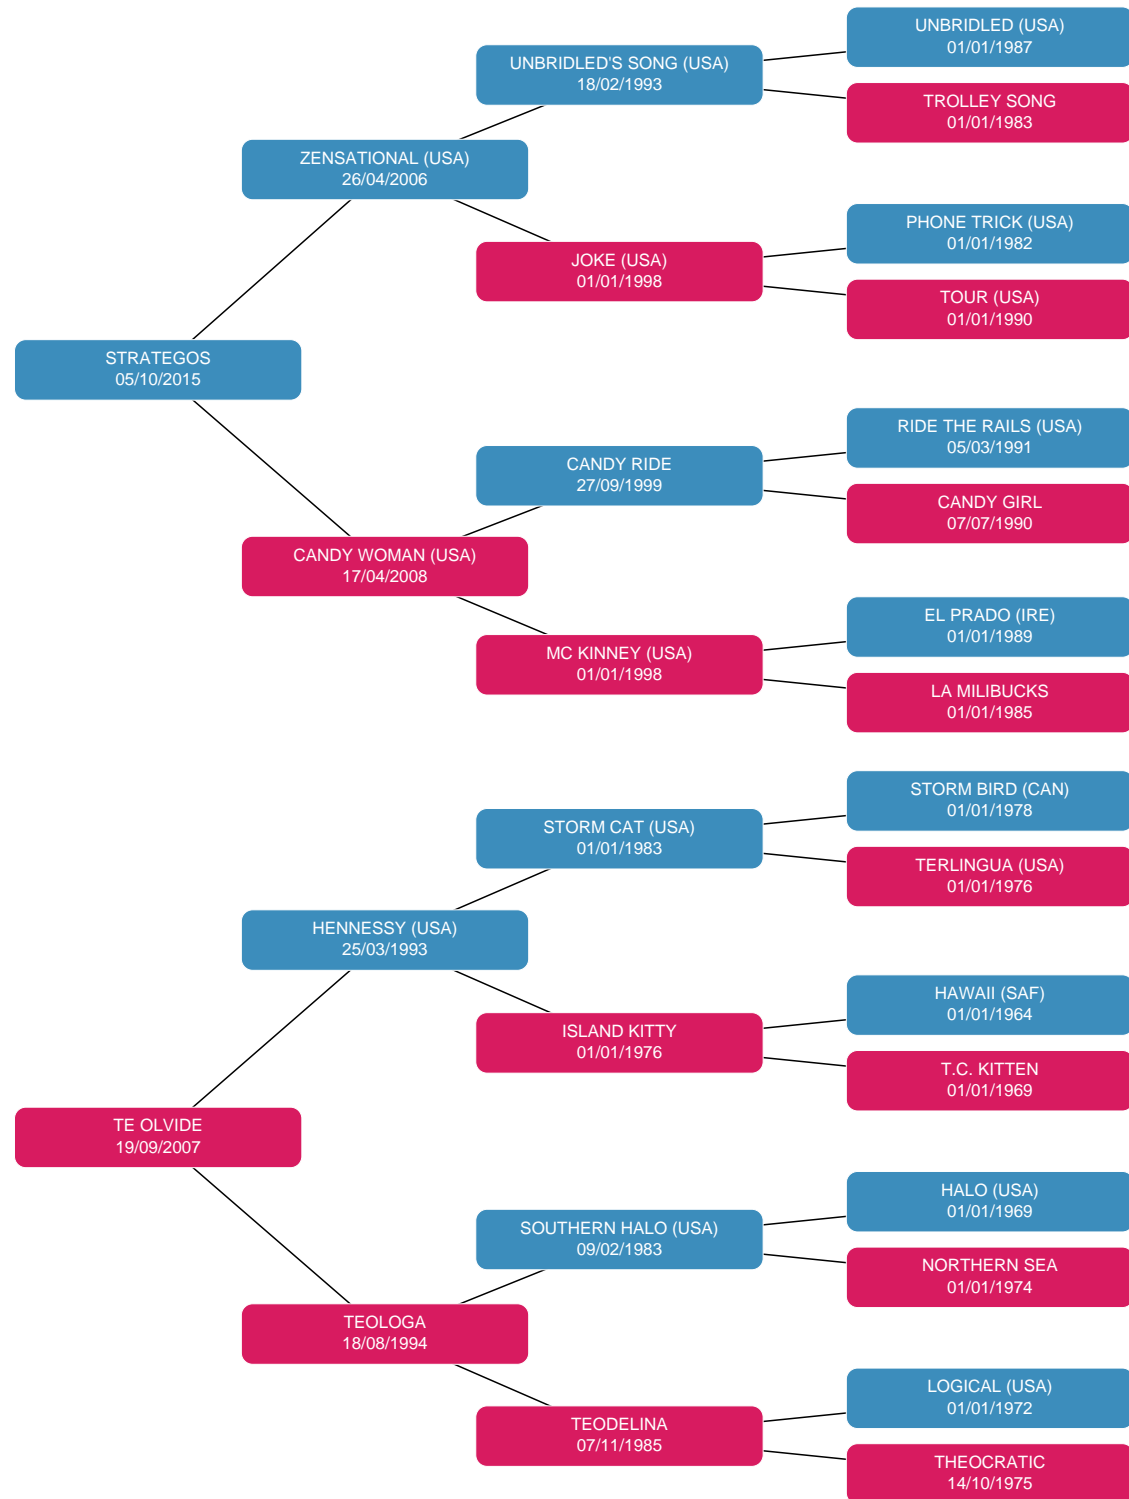 UNBRIDLED (USA)
01/01/1987
UNBRIDLED'S SONG (USA)
18/02/1993
TROLLEY SONG
01/01/1983
ZENSATIONAL (USA)
26/04/2006
PHONE TRICK (USA)
01/01/1982
JOKE (USA)
01/01/1998
TOUR (USA)
01/01/1990
STRATEGOS
05/10/2015
RIDE THE RAILS (USA)
05/03/1991
CANDY RIDE
27/09/1999
CANDY GIRL
07/07/1990
CANDY WOMAN (USA)
17/04/2008
EL PRADO (IRE)
01/01/1989
MC KINNEY (USA)
01/01/1998
LA MILIBUCKS
01/01/1985
STORM BIRD (CAN)
01/01/1978
STORM CAT (USA)
01/01/1983
TERLINGUA (USA)
01/01/1976
HENNESSY (USA)
25/03/1993
HAWAII (SAF)
01/01/1964
ISLAND KITTY
01/01/1976
T.C. KITTEN
01/01/1969
TE OLVIDE
19/09/2007
HALO (USA)
01/01/1969
SOUTHERN HALO (USA)
09/02/1983
NORTHERN SEA
01/01/1974
TEOLOGA
18/08/1994
LOGICAL (USA)
01/01/1972
TEODELINA
07/11/1985
THEOCRATIC
14/10/1975